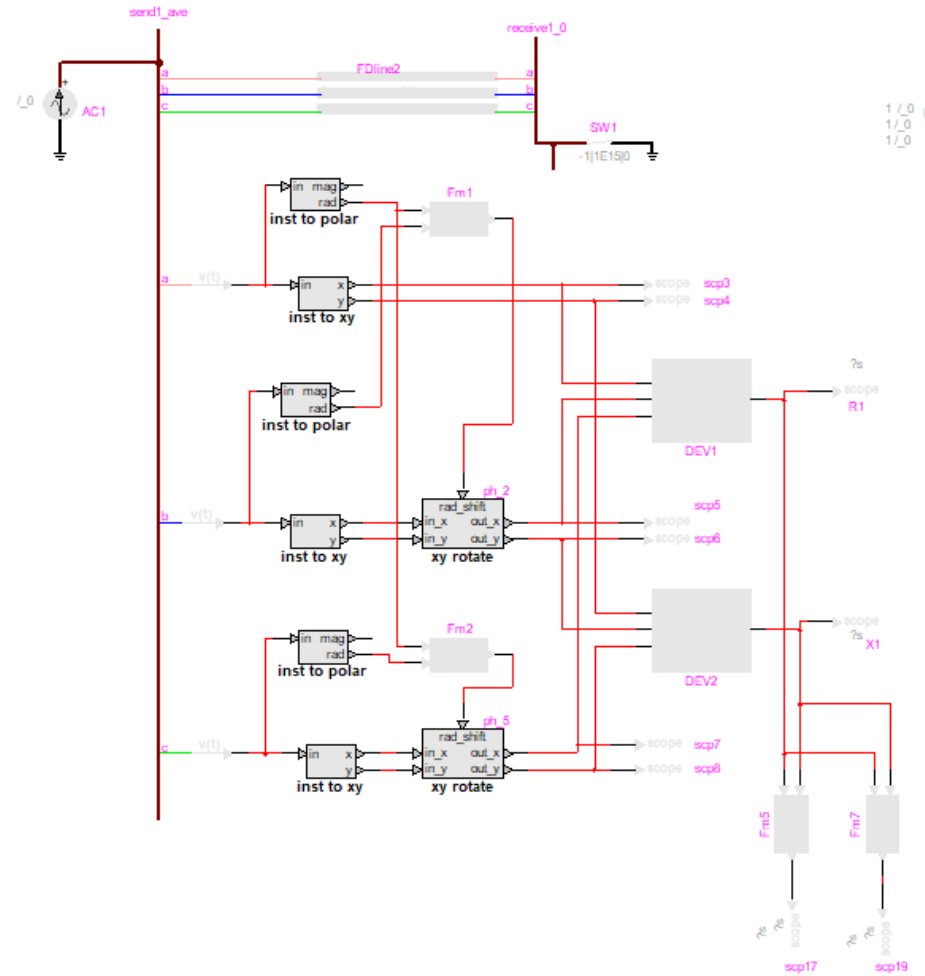 send1_ave
receive1_0
FDline2
a
a
b
b
c
c
+
/_0
AC1
SW1
-1|1E15|0
1 /_0
1 /_0
1 /_0
in mag
rad
inst to polar
Fm1
a
v(t)
in x
y
inst to xy
scope scp3
scope scp4
in mag
rad
inst to polar
DEV1
?s
scope
R1
b
v(t)
in x
y
inst to xy
ph_2
rad_shift
in_x out_x
in_y out_y
xy rotate
scp5
scope
scope scp6
in mag
rad
inst to polar
Fm2
DEV2
scope
?s X1
c
v(t)
in x
y
inst to xy
ph_5
rad_shift
in_x out_x
in_y out_y
xy rotate
scope scp7
scope scp8
Fm5
Fm7
?s
?s
scope
scp17
?s
?s
scope
scp19